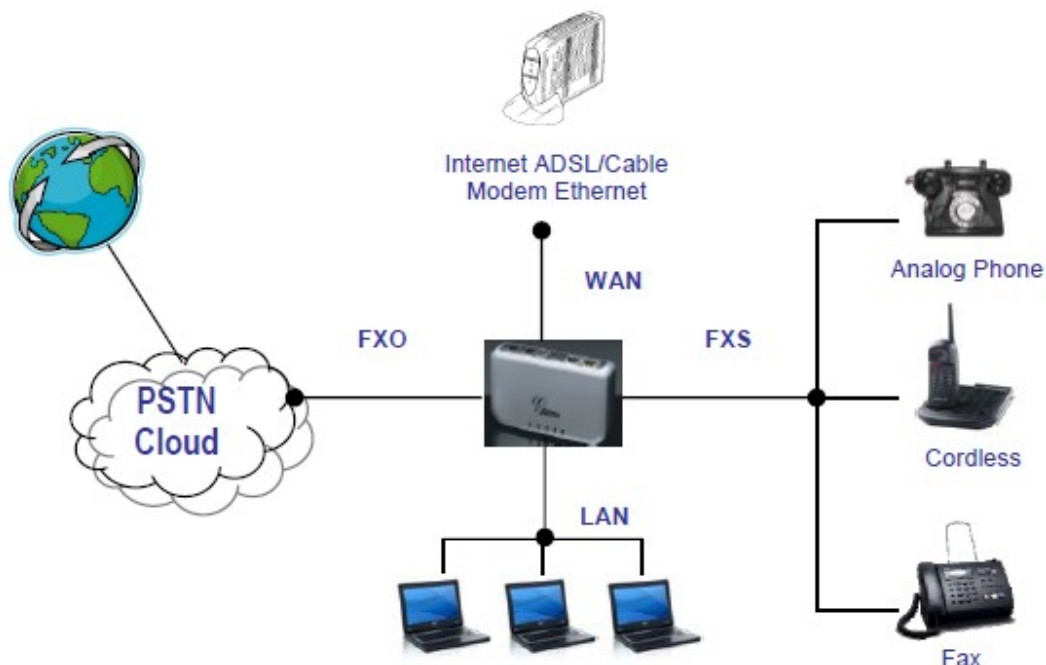 Internet ADSL/Cable
Modem Ethernet
WAN
FXO
FXS
Analog Phone
PSTN
Cloud
Cordless
LAN
Fax